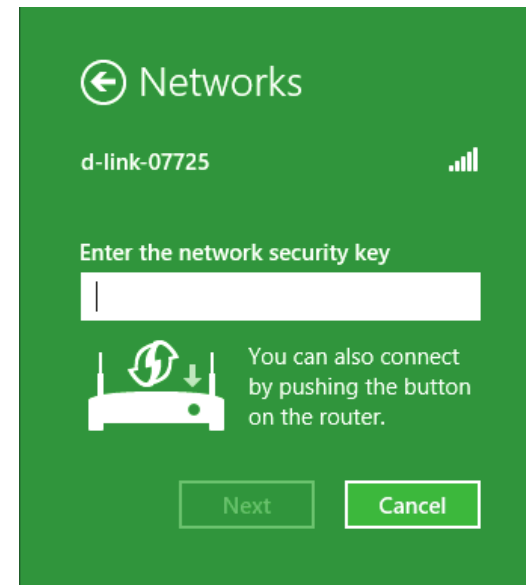 Networks
d-link-07725
Enter the network security key
You can also connect
by pushing the button
on the router.
Next
Cancel